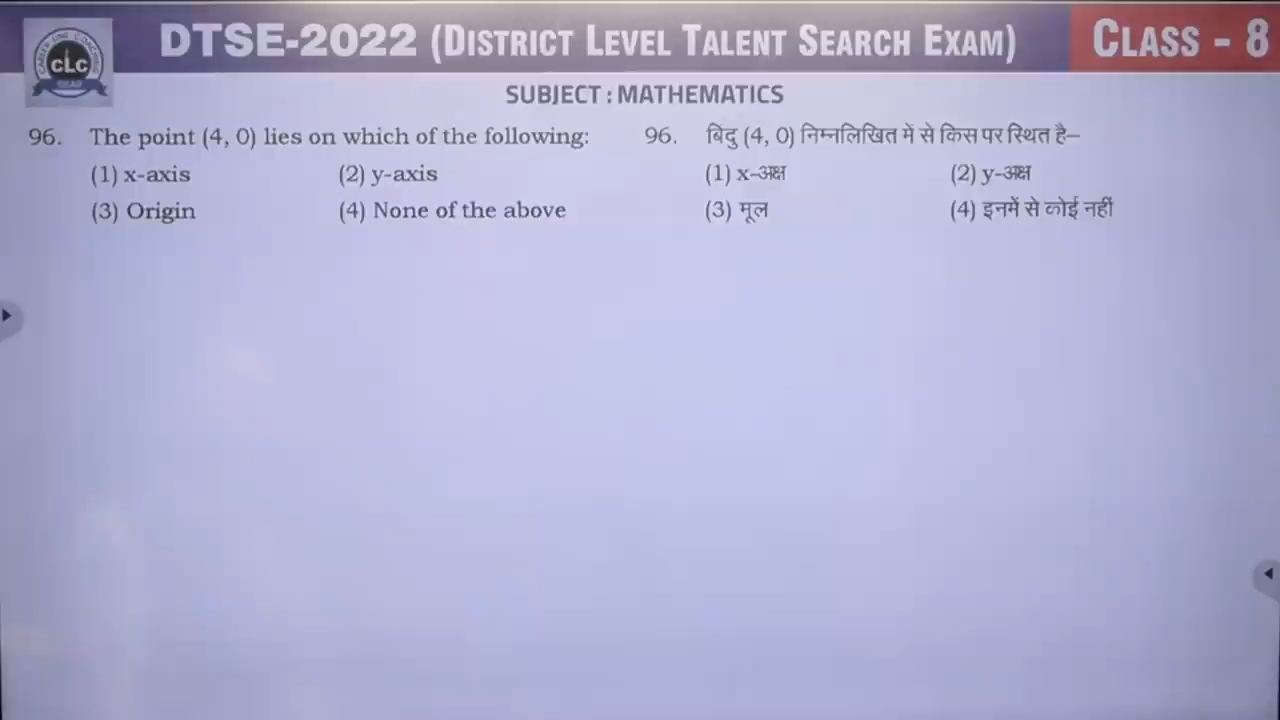 cLc
DTSE-2022 (DISTRICT LEVEL TALENT SEARCH EXAM)
CLASS - 8
SUBJECT : MATHEMATICS
96. The point (4, 0) lies on which of the following:
(1) x-axis (2) y-axis
(3) Origin (4) None of the above
96. बिंदु (4, 0) निम्नलिखित में से किस पर स्थित है–
(1) x-अक्ष (2) y-अक्ष
(3) मूल (4) इनमें से कोई नहीं